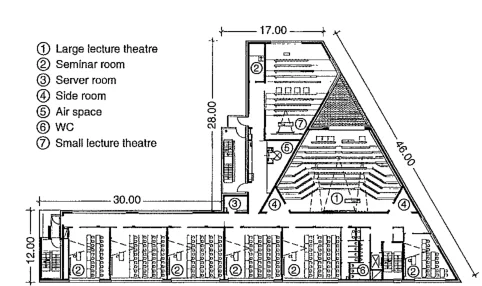 17.00
① Large lecture theatre
② Seminar room
③ Server room
④ Side room
⑤ Air space
⑥ WC
⑦ Small lecture theatre
28.00
46.00
30.00
12.00
②
⑦
⑥
①
③
④
④
②
②
②
②
②
⑥
②